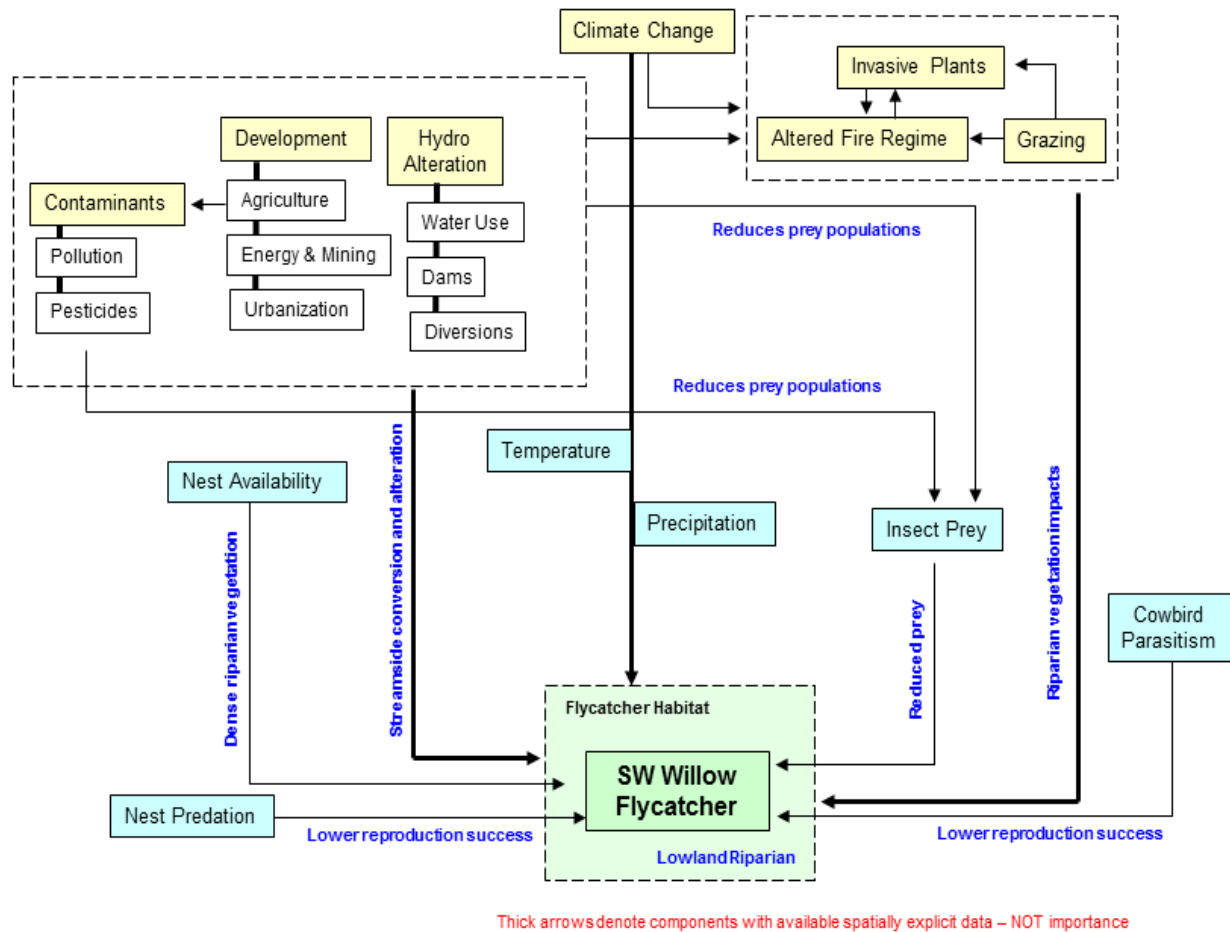 Climate Change
Invasive Plants
Altered Fire Regime
Grazing
Development
Hydro
Alteration
Contaminants
Agriculture
Water Use
Pollution
Energy & Mining
Dams
Pesticides
Urbanization
Diversions
Reduces prey populations
Reduces prey populations
Temperature
Nest Availability
Precipitation
Insect Prey
Dense riparian vegetation
Streamside conversion and alteration
Reduced prey
Riparian vegetation impacts
Cowbird
Parasitism
Flycatcher Habitat
SW Willow
Flycatcher
Nest Predation
Lower reproduction success
Lower reproduction success
Lowland Riparian
Thick arrows denote components with available spatially explicit data – NOT importance